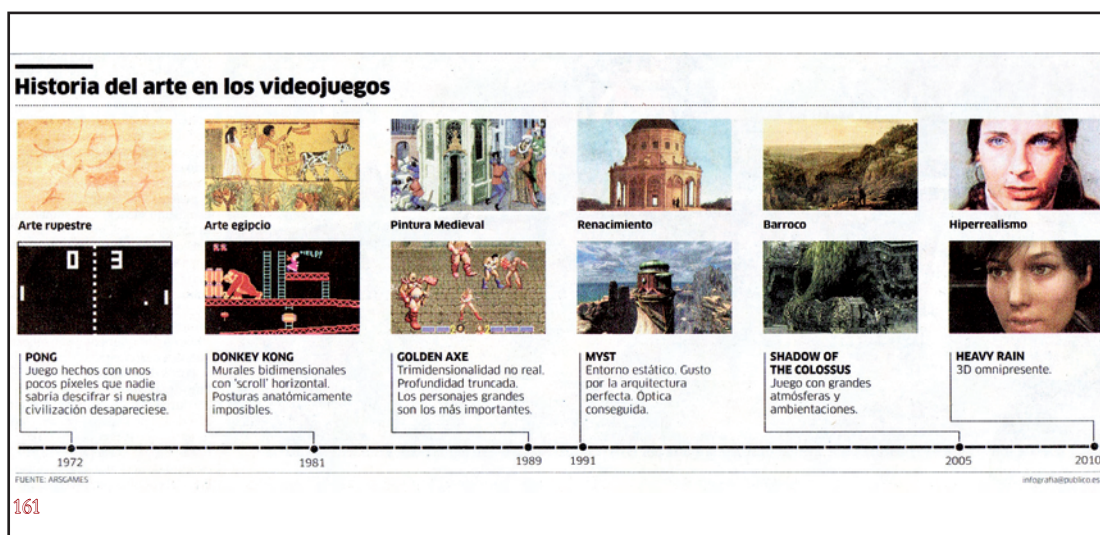 Historia del arte en los videojuegos
Arte rupestre
Arte egipcio
Pintura Medieval
Renacimiento
Barroco
Hiperrealismo
0 3
HELP!
PONG
Juego hechos con unos
pocos píxeles que nadie
sabría descifrar si nuestra
civilización desapareciese.
DONKEY KONG
Murales bidimensionales
con 'scroll' horizontal.
Posturas anatómicamente
imposibles.
GOLDEN AXE
Trimidensionalidad no real.
Profundidad truncada.
Los personajes grandes
son los más importantes.
MYST
Entorno estático. Gusto
por la arquitectura
perfecta. Óptica
conseguida.
SHADOW OF
THE COLOSSUS
Juego con grandes
atmósferas y
ambientaciones.
HEAVY RAIN
3D omnipresente.
1972
1981
1989
1991
2005
2010
FUENTE: ARSGAMES
infografia@publico.es
161